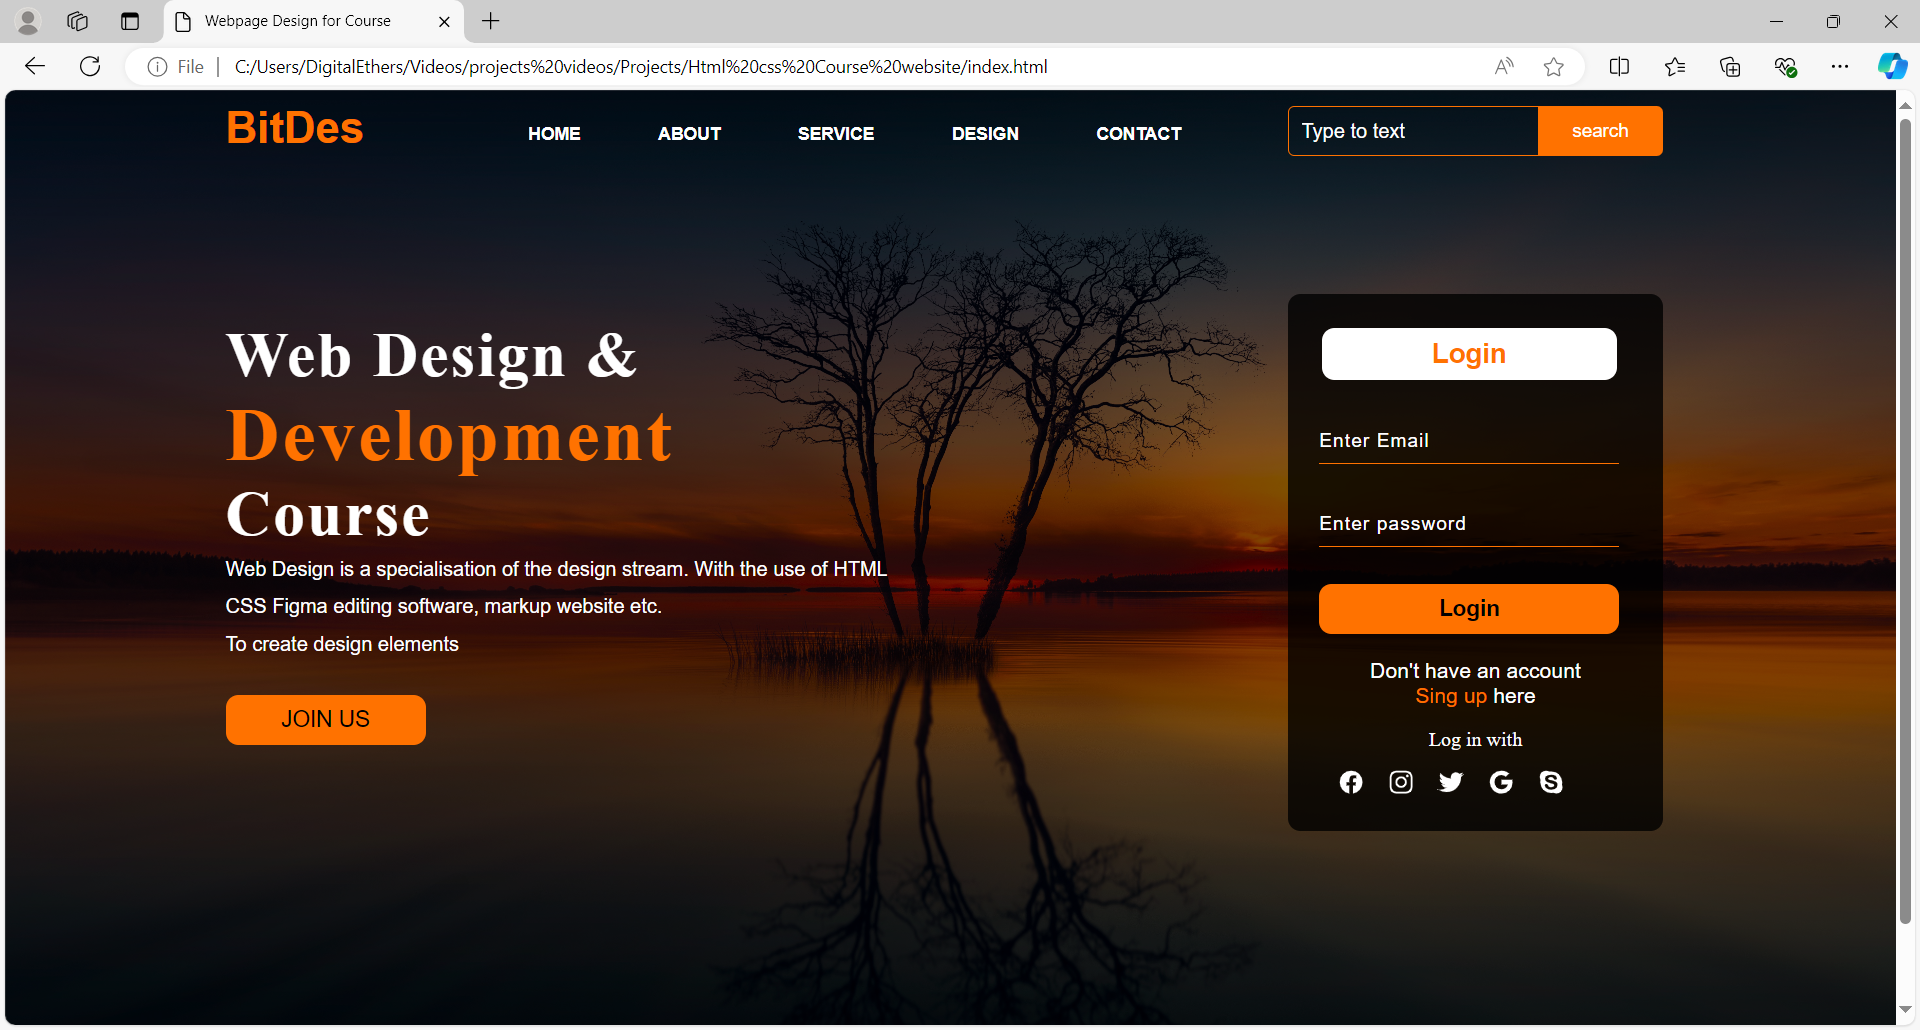 Webpage Design for Course
File
C:/Users/DigitalEthers/Videos/projects%20videos/Projects/Html%20css%20Course%20website/index.html
BitDes
HOME
ABOUT
SERVICE
DESIGN
CONTACT
Type to text
search
Web Design &
Development
Course
Web Design is a specialisation of the design stream. With the use of HTML
CSS Figma editing software, markup website etc.
To create design elements
JOIN US
Login
Enter Email
Enter password
Login
Don't have an account
Sing up here
Log in with